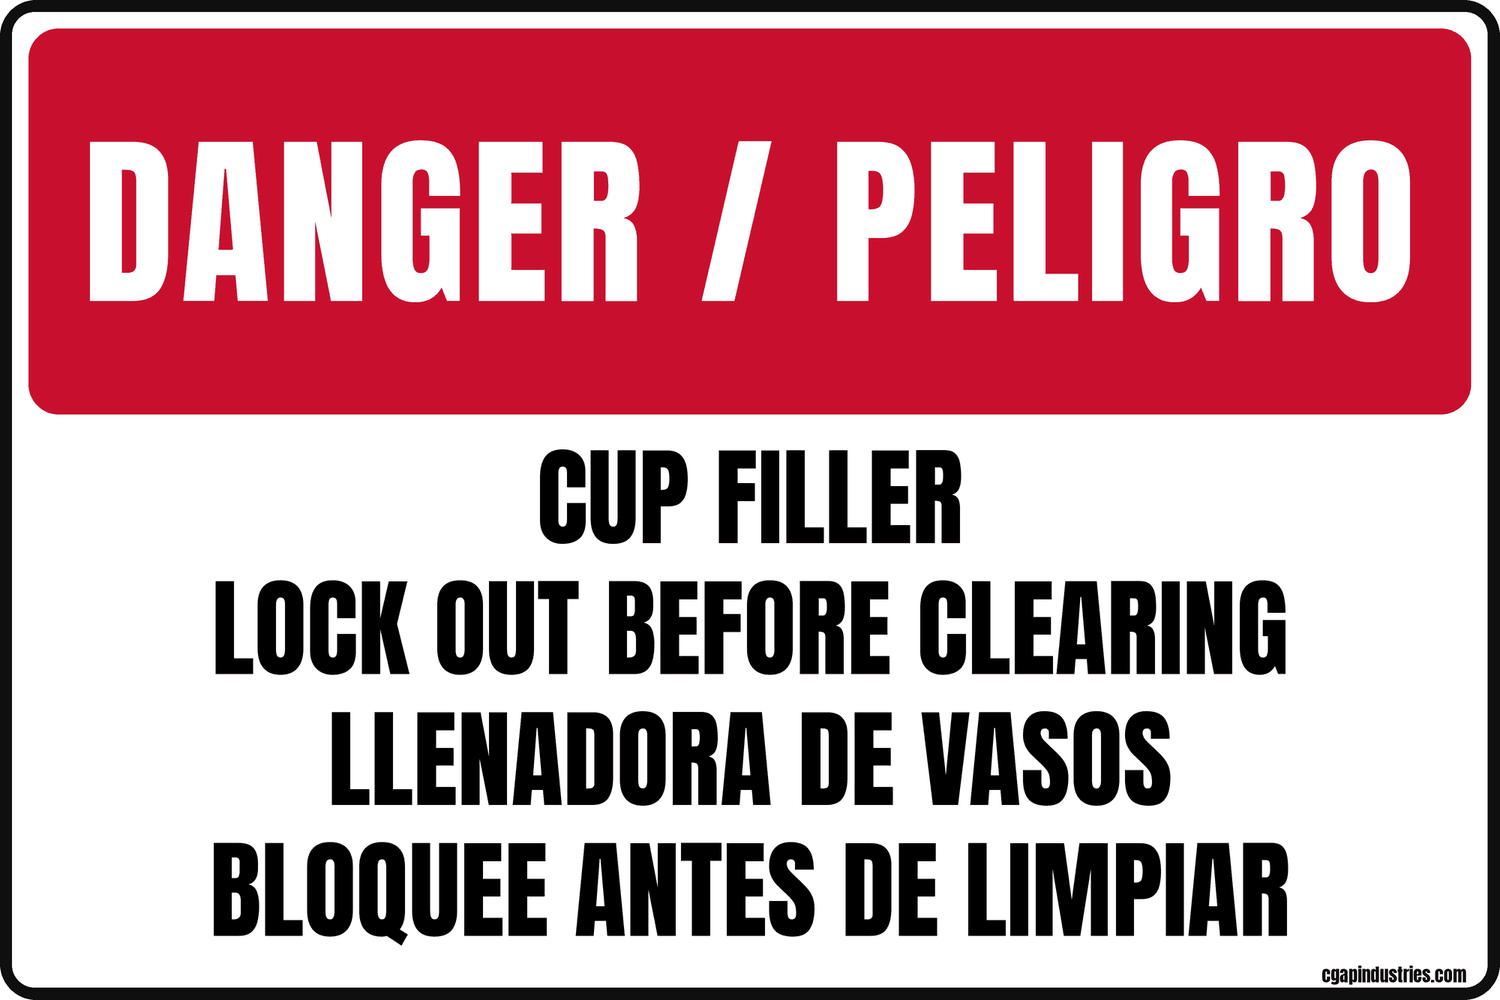 DANGER / PELIGRO
CUP FILLER
LOCK OUT BEFORE CLEARING
LLENADORA DE VASOS
BLOQUEE ANTES DE LIMPIAR
cgapindustries.com